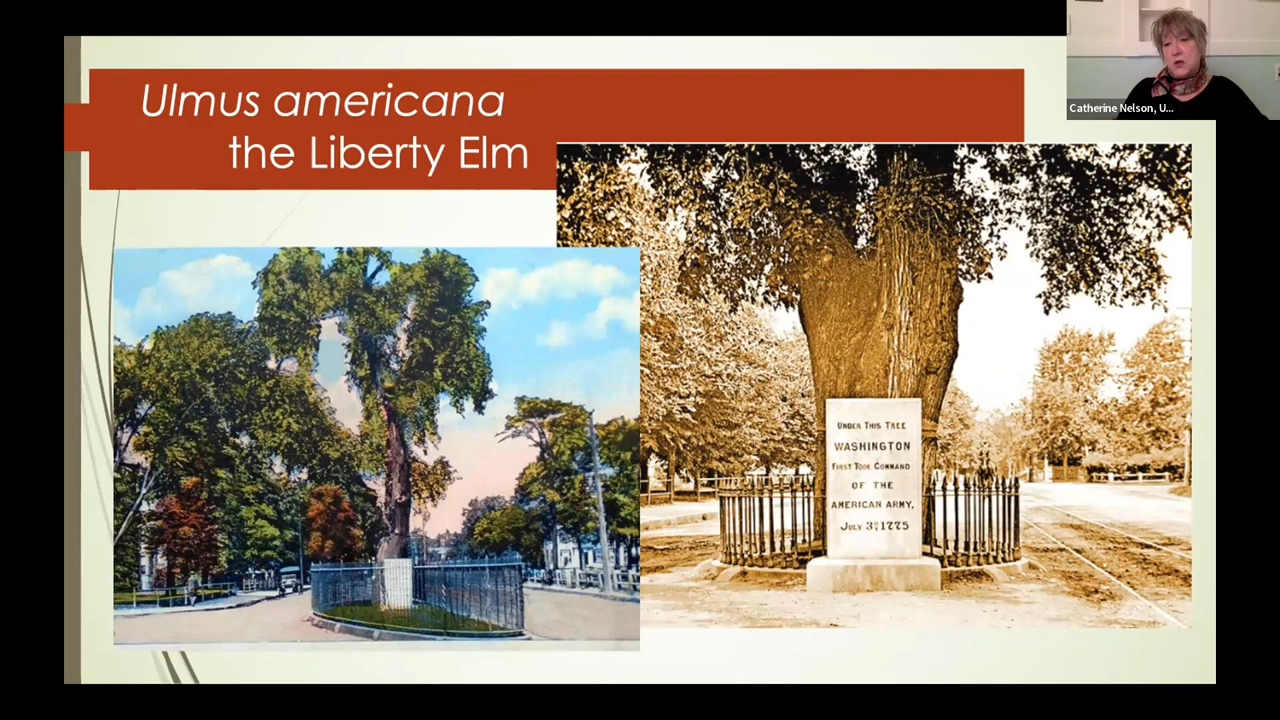 Ulmus americana
the Liberty Elm
Catherine Nelson, U...
UNDER THIS TREE
WASHINGTON
FIRST TOOK COMMAND
OF THE
AMERICAN ARMY,
JULY 3RD 1775